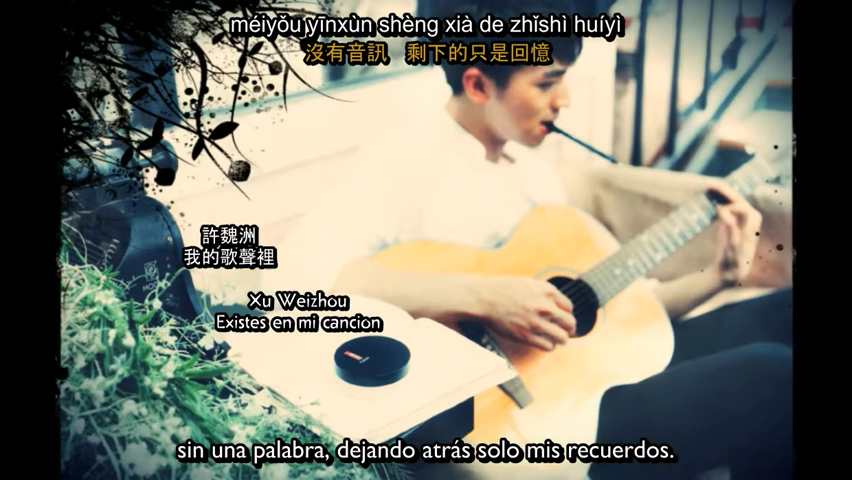 méiyǒu yīnxùn shèng xià de zhǐshì huíyì
沒有音訊 剩下的只是回憶
許魏洲
我的歌聲裡
Xu Weizhou
Existes en mi cancion
sin una palabra, dejando atrás solo mis recuerdos.